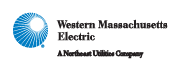 Western Massachusetts
Electric
A Northeast Utilities Company